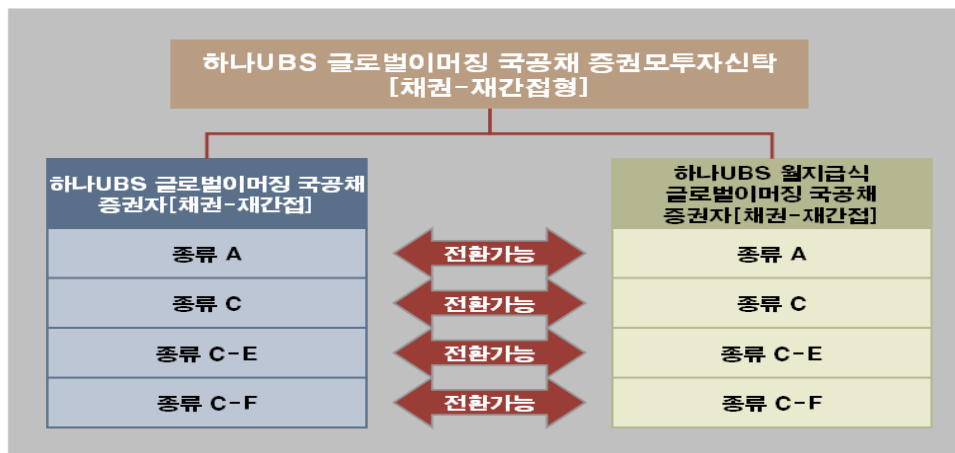 하나UBS 글로벌이머징 국공채 증권모투자신탁
[채권-재간접형]
하나UBS 글로벌이머징 국공채
증권자[채권-재간접]
하나UBS 월지급식
글로벌이머징 국공채
증권자[채권-재간접]
종류 A
전환가능
종류 A
종류 C
전환가능
종류 C
종류 C-E
전환가능
종류 C-E
종류 C-F
전환가능
종류 C-F